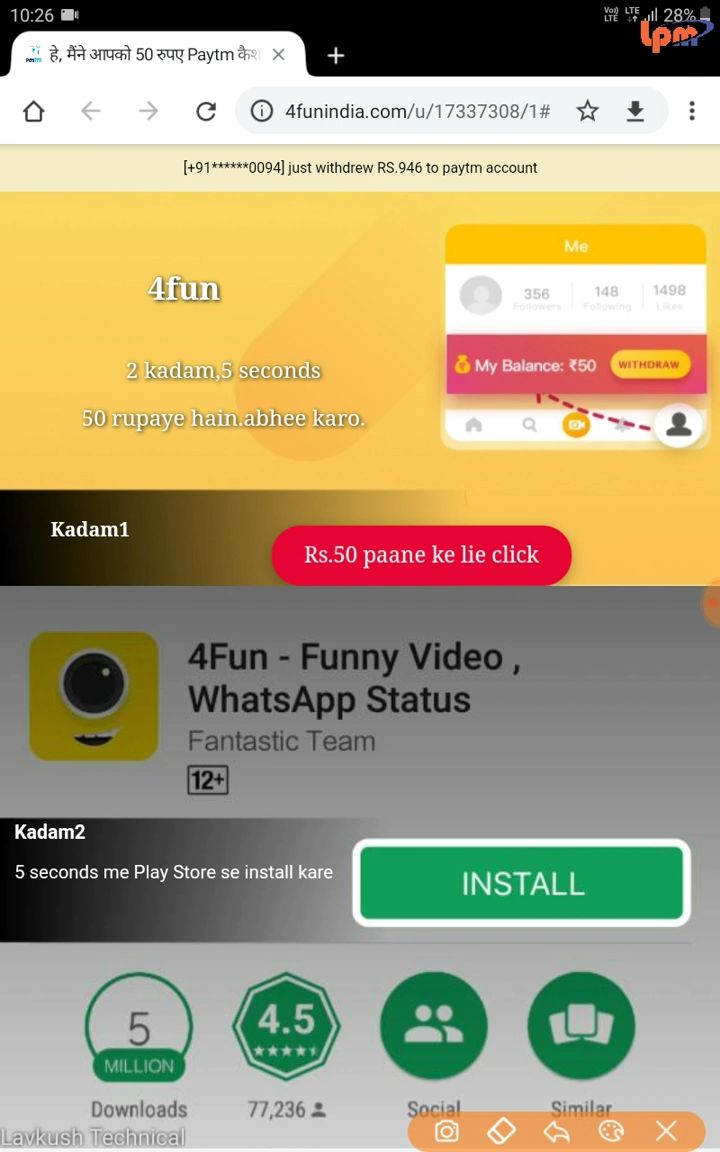 10:26
Vo) LTE
LTE
28%
lpm
हे, मैंने आपको 50 रुपए Paytm कैश
4funindia.com/u/17337308/1#
[+91******0094] just withdrew RS.946 to paytm account
4fun
2 kadam,5 seconds
50 rupaye hain.abhee karo.
Me
356
148
1498
Followers
Following
Likes
My Balance: ₹50
WITHDRAW
Kadam1
Rs.50 paane ke lie click
4Fun - Funny Video ,
WhatsApp Status
Fantastic Team
12+
Kadam2
5 seconds me Play Store se install kare
INSTALL
5
MILLION
4.5
Downloads
77,236
Social
Similar
Lavkush Technical